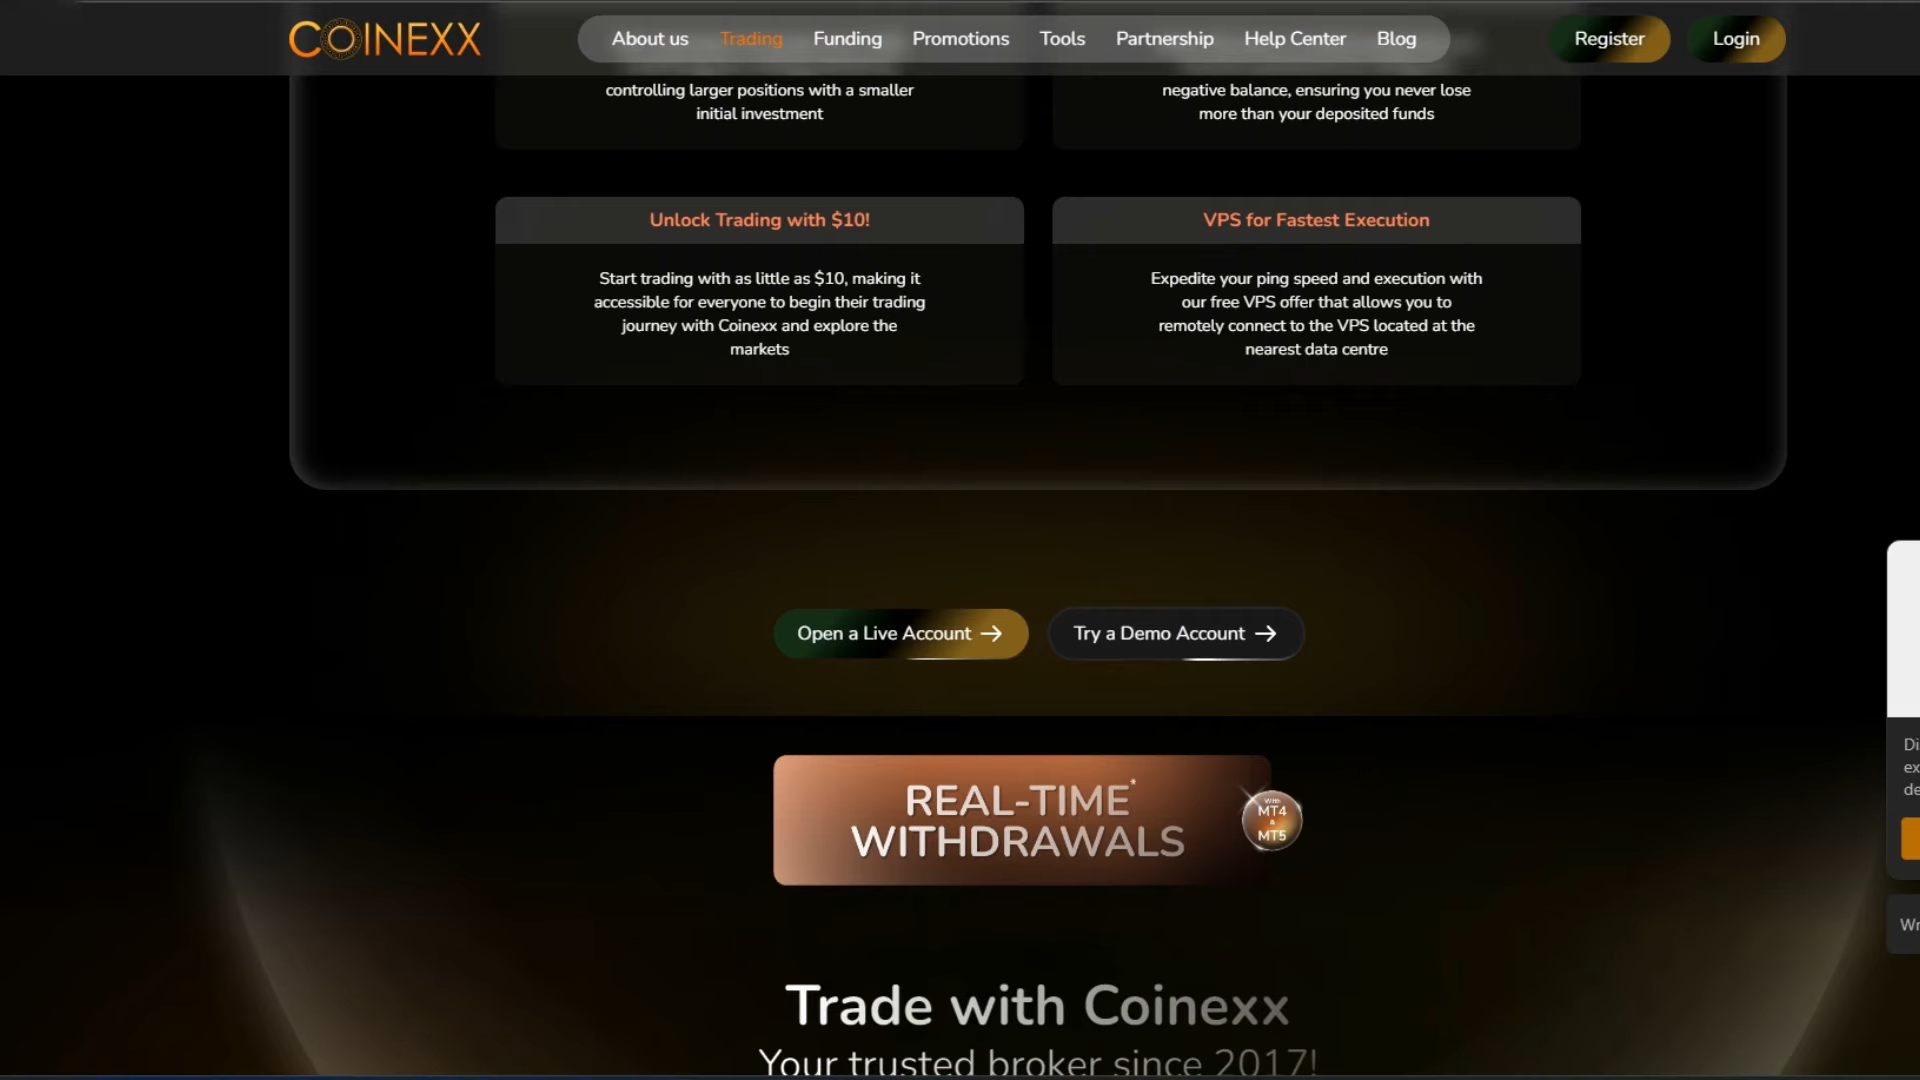 COINEXX
About us
Trading
Funding
Promotions
Tools
Partnership
Help Center
Blog
Register
Login
controlling larger positions with a smaller
initial investment
negative balance, ensuring you never lose
more than your deposited funds
Unlock Trading with $10!
Start trading with as little as $10, making it
accessible for everyone to begin their trading
journey with Coinexx and explore the
markets
VPS for Fastest Execution
Expedite your ping speed and execution with
our free VPS offer that allows you to
remotely connect to the VPS located at the
nearest data centre
Open a Live Account →
Try a Demo Account →
REAL-TIME*
WITHDRAWALS
With
MT4
&
MT5
Trade with Coinexx
Your trusted broker since 2017!